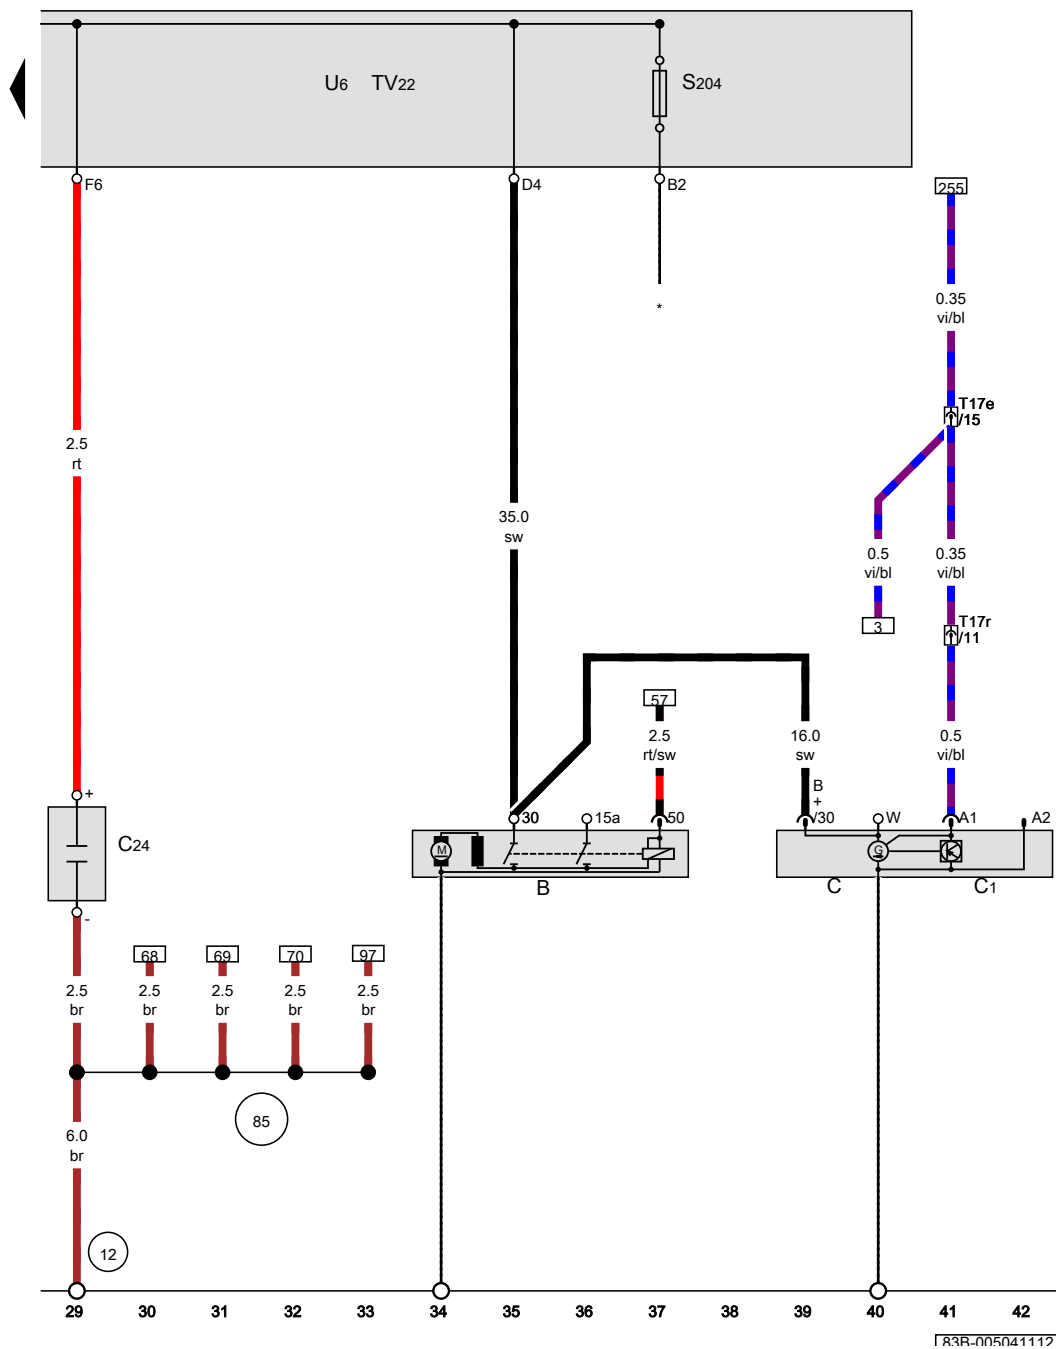 U6 TV22
S204
F6
D4
B2
255
*
0.35
vi/bl
T17e
/15
2.5
rt
35.0
sw
0.5
vi/bl
0.35
vi/bl
3
T17r
/11
57
2.5
rt/sw
16.0
sw
0.5
vi/bl
B
+
+
30
15a
50
30
W
A1
A2
C24
M
G
B
C
C1
-
68
69
70
97
2.5
br
2.5
br
2.5
br
2.5
br
2.5
br
85
6.0
br
12
29 30 31 32 33 34 35 36 37 38 39 40 41 42
83B-005041112